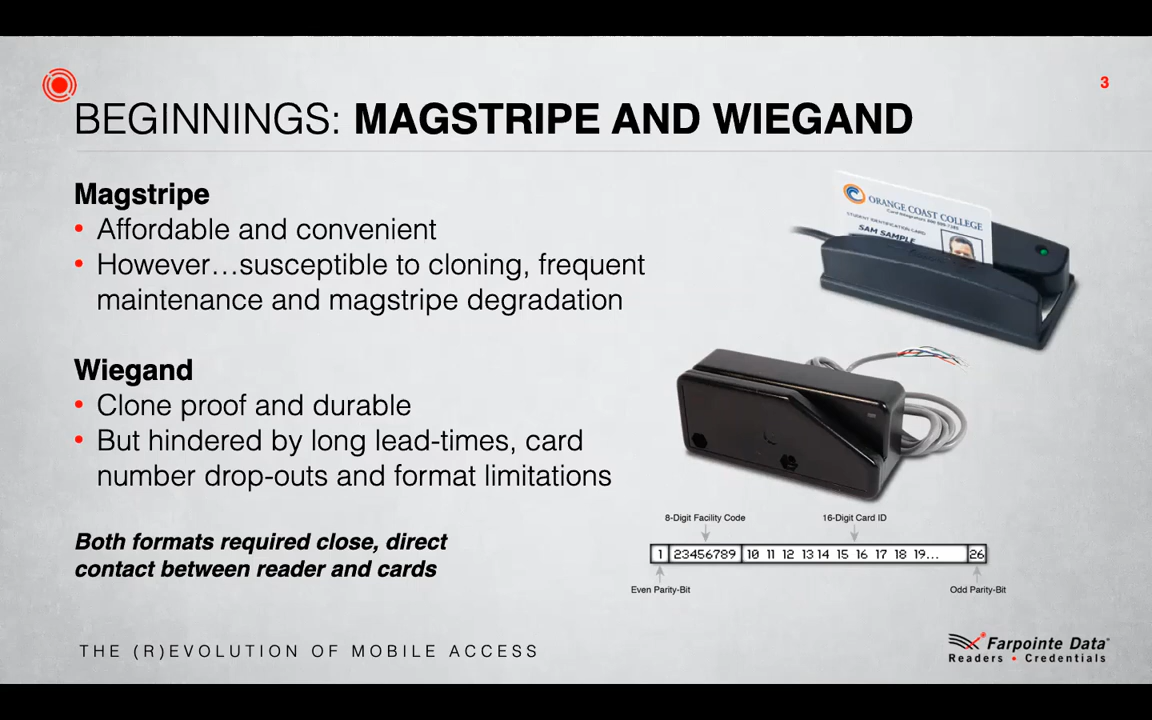 3
BEGINNINGS: MAGSTRIPE AND WIEGAND
Magstripe
• Affordable and convenient
• However…susceptible to cloning, frequent
maintenance and magstripe degradation
ORANGE COAST COLLEGE
STUDENT IDENTIFICATION CARD
SAM SAMPLE
Wiegand
• Clone proof and durable
• But hindered by long lead-times, card
number drop-outs and format limitations
Both formats required close, direct
contact between reader and cards
8-Digit Facility Code 16-Digit Card ID
1 23456789 10 11 12 13 14 15 16 17 18 19... 26
Even Parity-Bit Odd Parity-Bit
THE (R)EVOLUTION OF MOBILE ACCESS
Farpointe Data
Readers • Credentials